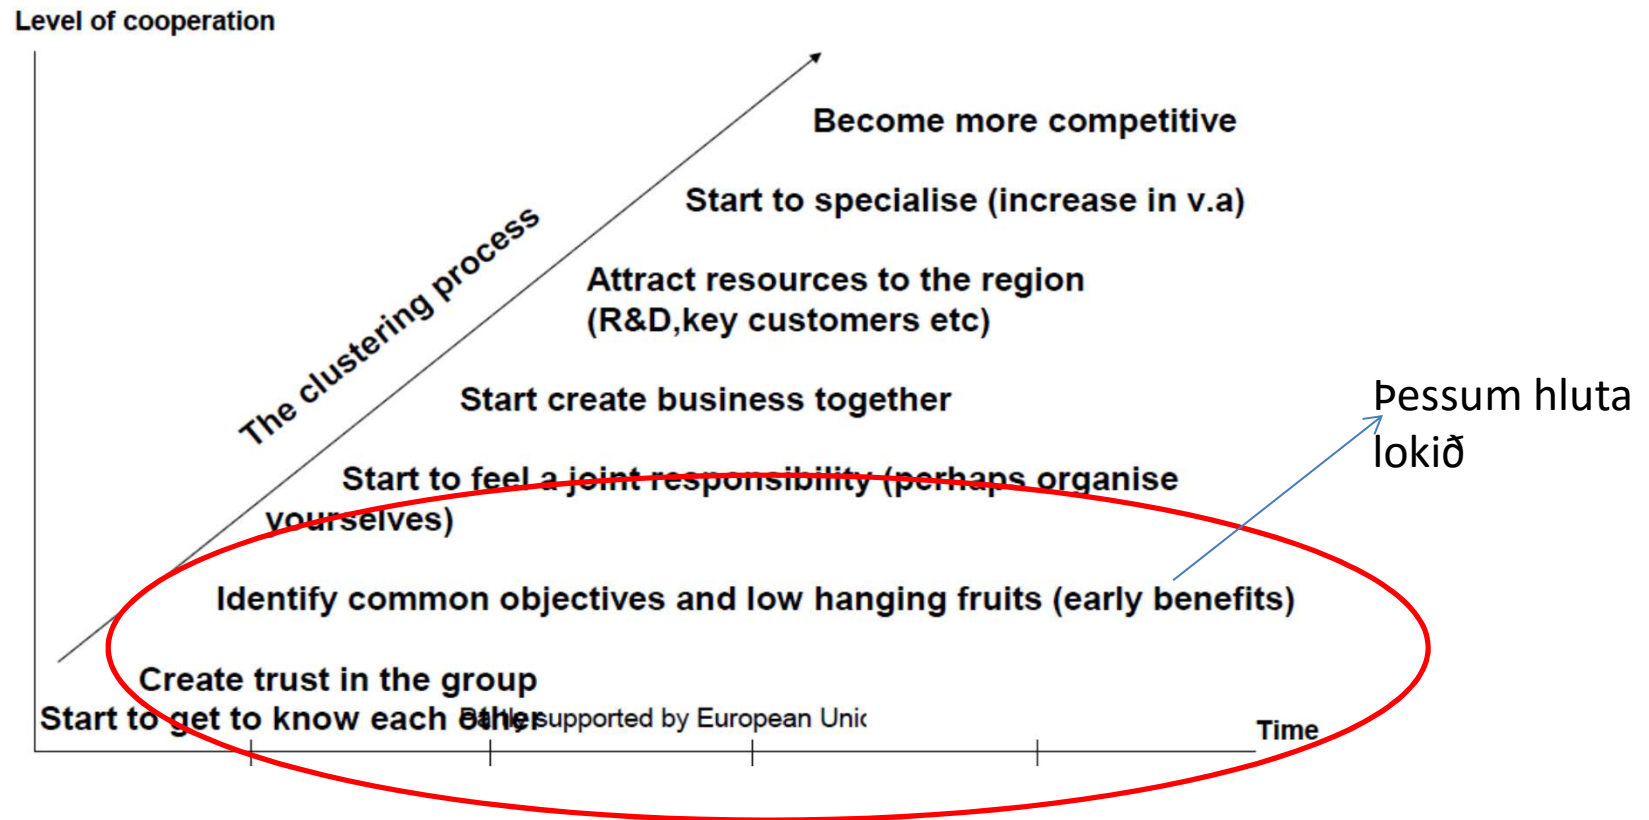 Level of cooperation
Become more competitive
Start to specialise (increase in v.a)
The clustering process
Attract resources to the region
(R&D,key customers etc)
Start create business together
Þessum hluta
lokið
Start to feel a joint responsibility (perhaps organise
yourselves)
Identify common objectives and low hanging fruits (early benefits)
Create trust in the group
Start to get to know each other
supported by European
Time